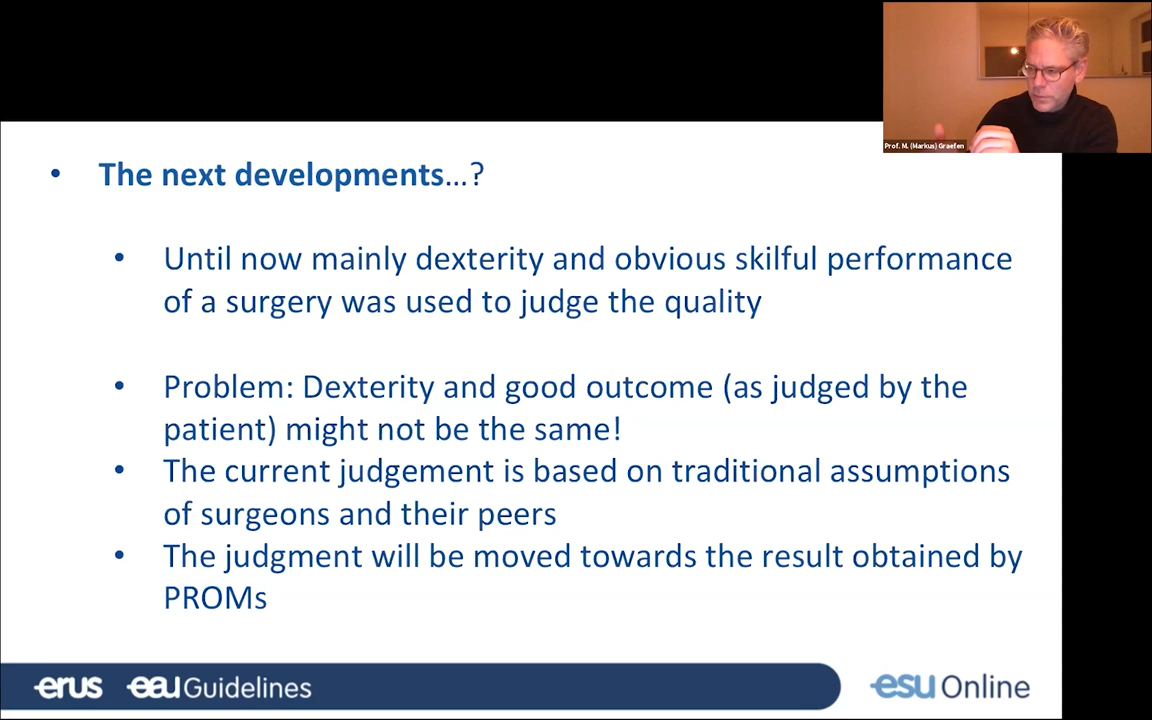 Prof. M. (Markus) Graefen
• The next developments...?
• Until now mainly dexterity and obvious skilful performance
of a surgery was used to judge the quality
• Problem: Dexterity and good outcome (as judged by the
patient) might not be the same!
• The current judgement is based on traditional assumptions
of surgeons and their peers
• The judgment will be moved towards the result obtained by
PROMs
erus eau Guidelines esu Online